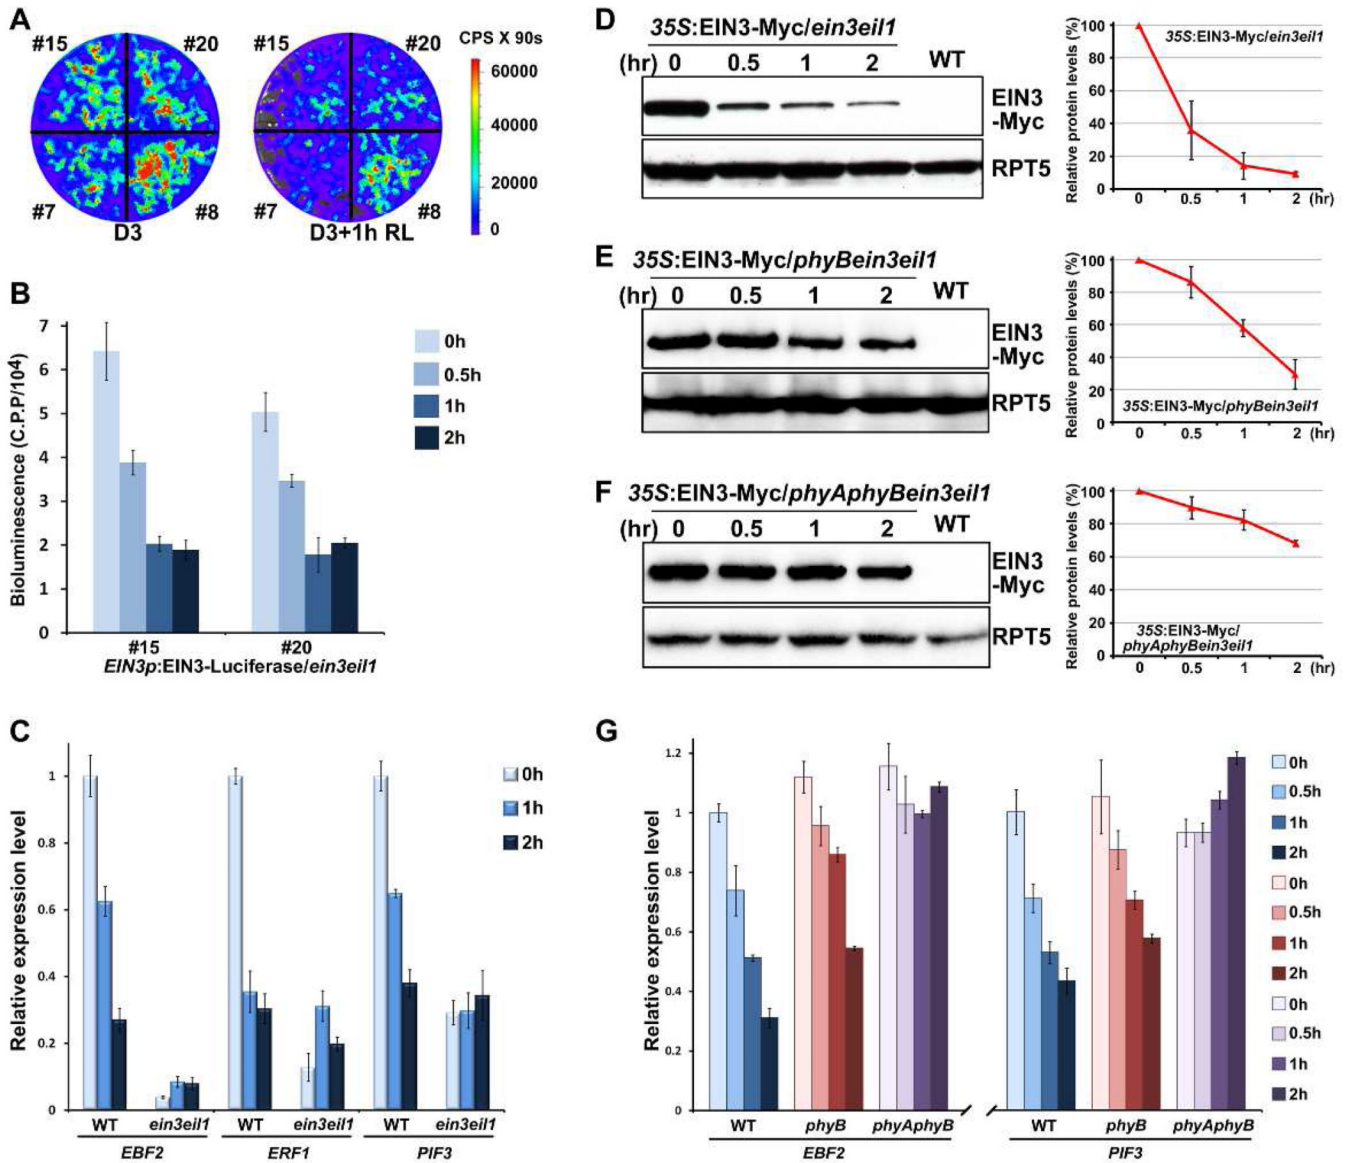 A
#15
#20
#15
#20
CPS X 90s
60000
40000
20000
0
#7
#8
#7
#8
D3
D3+1h RL
B
Bioluminescence (C.P.P/10⁴)
7
6
5
4
3
2
1
0
0h
0.5h
1h
2h
#15
#20
EIN3p:EIN3-Luciferase/ein3eil1
C
Relative expression level
1
0.8
0.6
0.4
0.2
0
0h
1h
2h
WT
ein3eil1
WT
ein3eil1
WT
ein3eil1
EBF2
ERF1
PIF3
D
35S:EIN3-Myc/ein3eil1
(hr) 0 0.5 1 2 WT
EIN3
-Myc
RPT5
Relative protein levels (%)
100
80
60
40
20
0
35S:EIN3-Myc/ein3eil1
0 0.5 1 2 (hr)
E
35S:EIN3-Myc/phyBein3eil1
(hr) 0 0.5 1 2 WT
EIN3
-Myc
RPT5
Relative protein levels (%)
100
80
60
40
20
0
35S:EIN3-Myc/phyBein3eil1
0 0.5 1 2 (hr)
F
35S:EIN3-Myc/phyAphyBein3eil1
(hr) 0 0.5 1 2 WT
EIN3
-Myc
RPT5
Relative protein levels (%)
100
80
60
40
20
0
35S:EIN3-Myc/
phyAphyBein3eil1
0 0.5 1 2 (hr)
G
Relative expression level
1.2
1
0.8
0.6
0.4
0.2
0
0h
0.5h
1h
2h
0h
0.5h
1h
2h
0h
0.5h
1h
2h
WT
phyB
phyAphyB
WT
phyB
phyAphyB
EBF2
PIF3